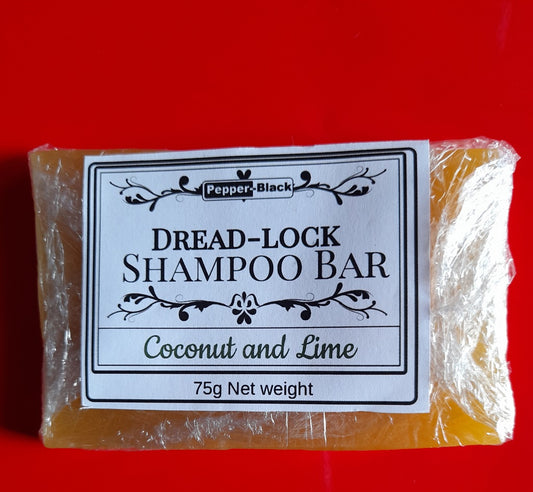 Pepper-Black
DREAD-LOCK
SHAMPOO BAR
Coconut and Lime
75g Net weight